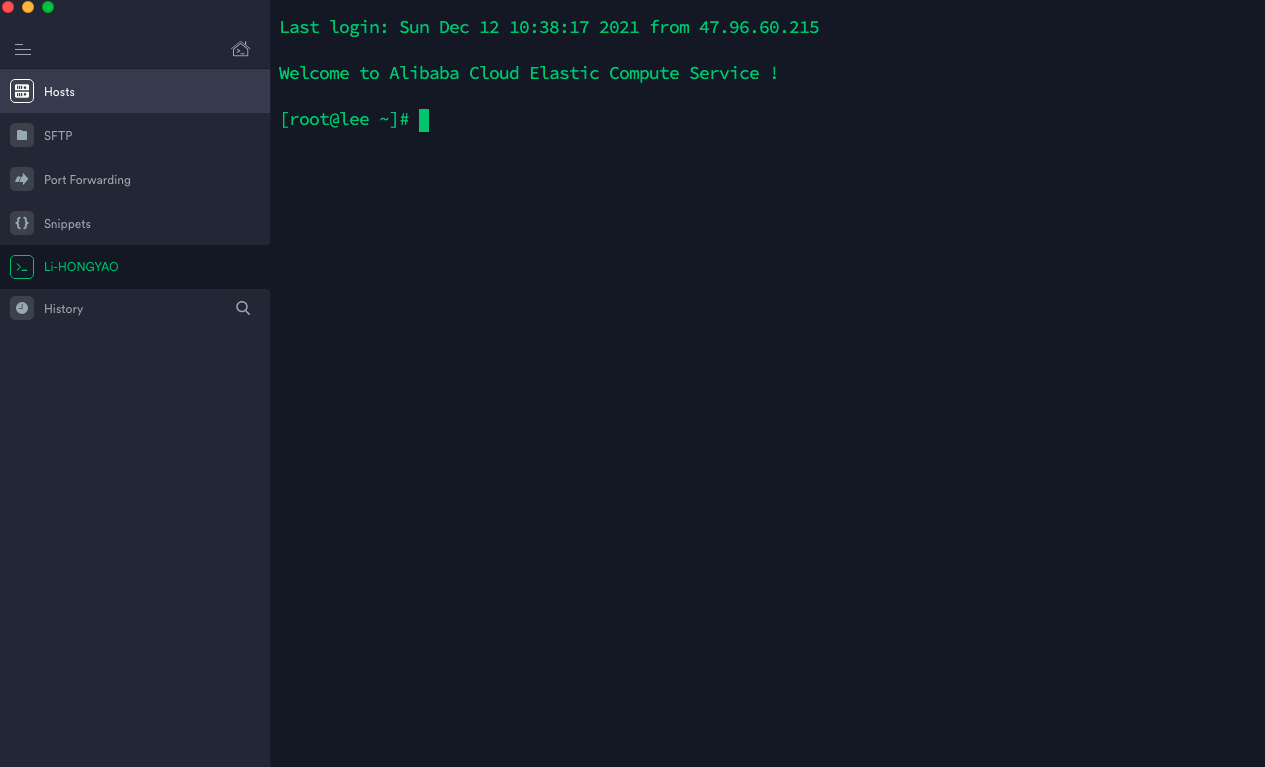 Hosts
SFTP
Port Forwarding
Snippets
Li-HONGYAO
History
Last login: Sun Dec 12 10:38:17 2021 from 47.96.60.215
Welcome to Alibaba Cloud Elastic Compute Service !
[root@lee ~]#